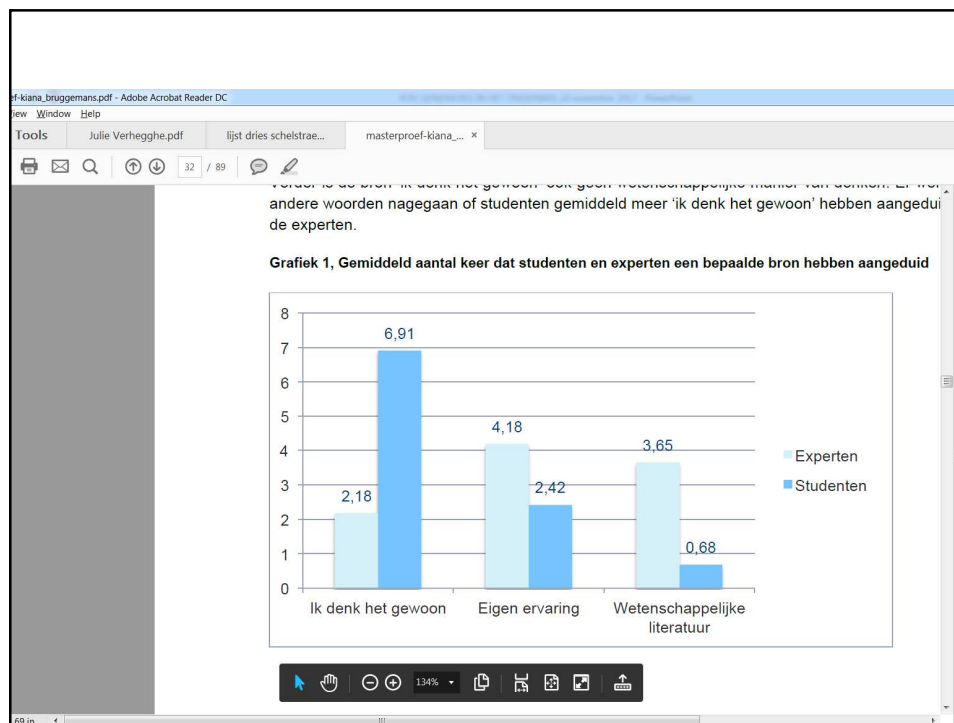 ef-kiana_bruggemans.pdf - Adobe Acrobat Reader DC
iew Window Help
Tools Julie Verhegghe.pdf lijst dries schelstrae... masterproef-kiana_... ×
32 / 89
andere woorden nagegaan of studenten gemiddeld meer ‘ik denk het gewoon’ hebben aangedui
de experten.
Grafiek 1, Gemiddeld aantal keer dat studenten en experten een bepaalde bron hebben aangeduid
8
7
6
5
4
3
2
1
0
2,18
6,91
4,18
2,42
3,65
0,68
Ik denk het gewoon
Eigen ervaring
Wetenschappelijke
literatuur
Experten
Studenten
134%
69 in